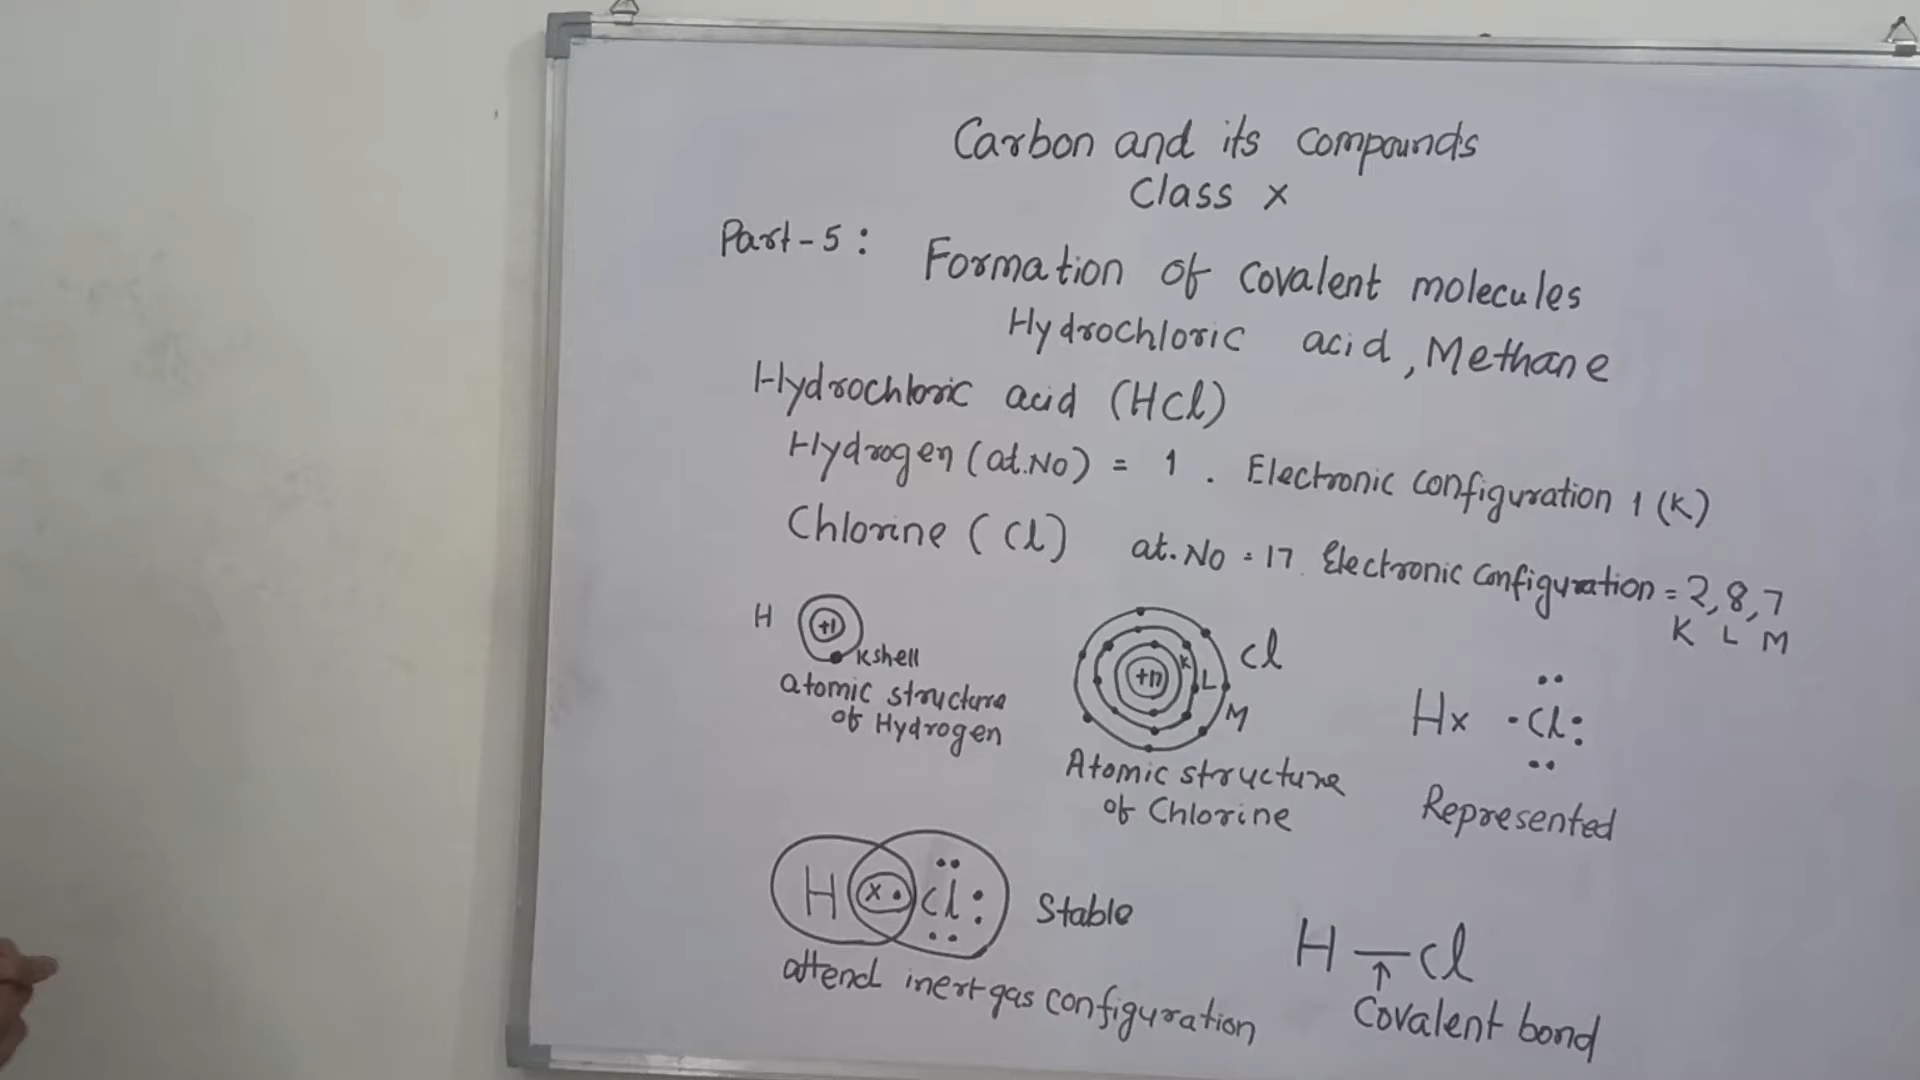 Carbon and its compounds
Class X
Part-5: Formation of Covalent molecules
Hydrochloric acid, Methane
Hydrochloric acid (HCl)
Hydrogen (at.No) = 1. Electronic configuration 1 (K)
Chlorine (Cl) at.No = 17. Electronic configuration = 2,8,7
K L M
H +1 K shell
atomic structure
of Hydrogen
+17 K L M Cl
Atomic structure
of Chlorine
Hx ·Cl:
Represented
H x· Cl: Stable
attend inert gas configuration
H — Cl
↑
Covalent bond